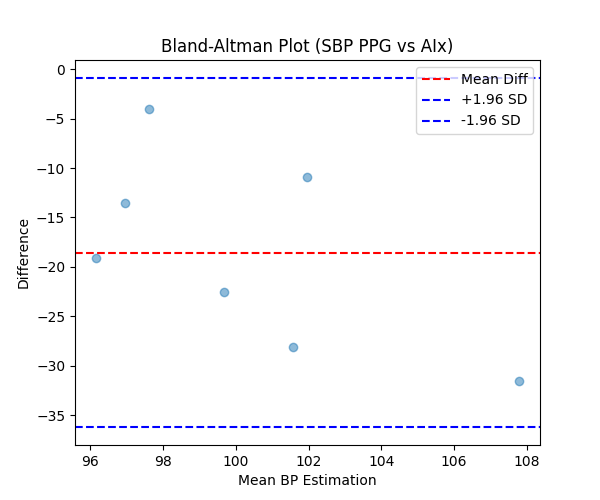 Bland-Altman Plot (SBP PPG vs AIx)
0
−5
−10
−15
−20
−25
−30
−35
Difference
Mean Diff
+1.96 SD
-1.96 SD
96
98
100
102
104
106
108
Mean BP Estimation